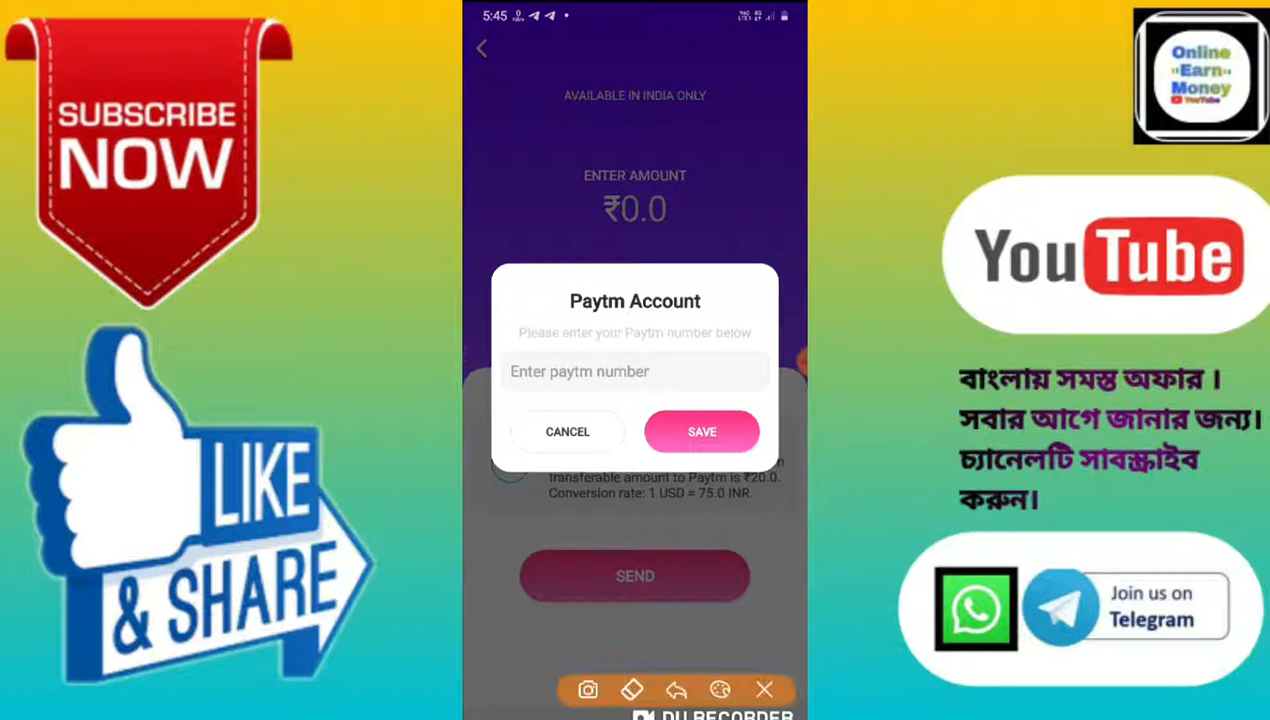 SUBSCRIBE
NOW
LIKE
& SHARE
5:45
AVAILABLE IN INDIA ONLY
ENTER AMOUNT
₹0.0
Paytm Account
Please enter your Paytm number below
Enter paytm number
CANCEL
SAVE
transferable amount to Paytm is ₹20.0.
Conversion rate: 1 USD = 75.0 INR.
SEND
DU RECORDER
Online
Earn
Money
YouTube
YouTube
বাংলায় সমস্ত অফার ।
সবার আগে জানার জন্য।
চ্যানেলটি সাবস্ক্রাইব
করুন।
Join us on
Telegram